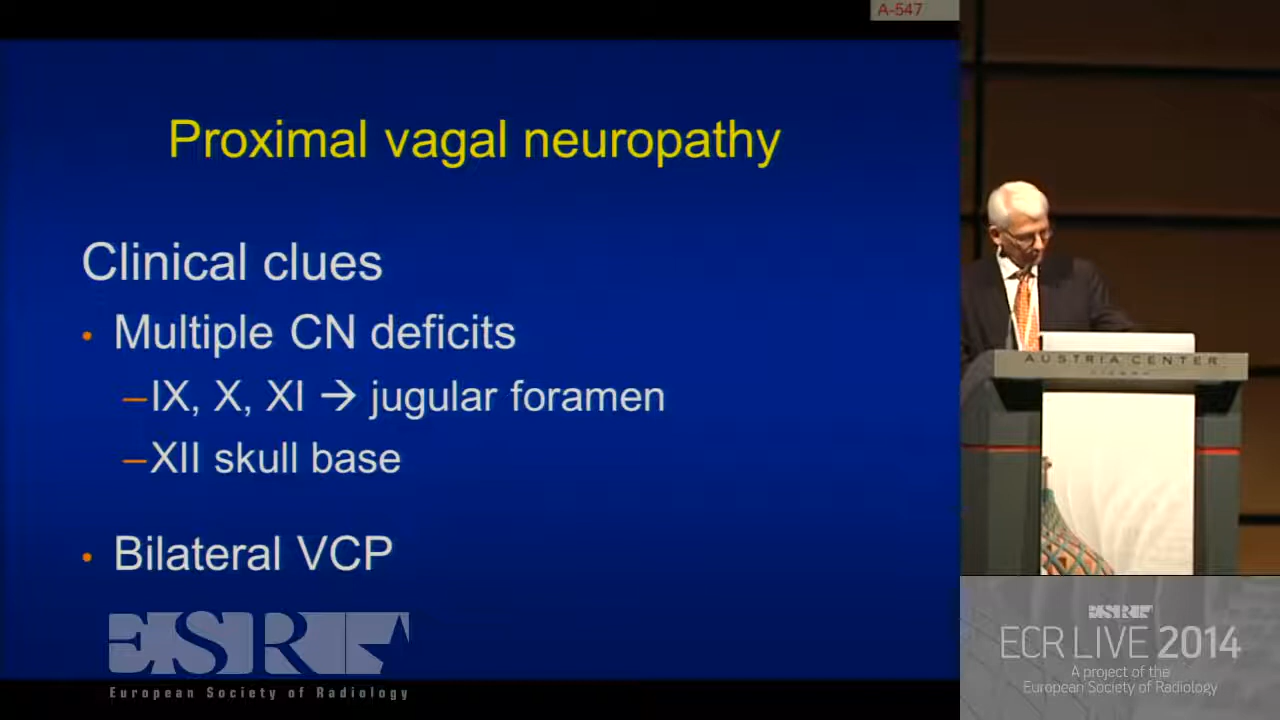 A-547
Proximal vagal neuropathy
Clinical clues
• Multiple CN deficits
–IX, X, XI → jugular foramen
–XII skull base
• Bilateral VCP
ESR
European Society of Radiology
AUSTRIA CENTER
ESR
ECR LIVE 2014
A project of the
European Society of Radiology